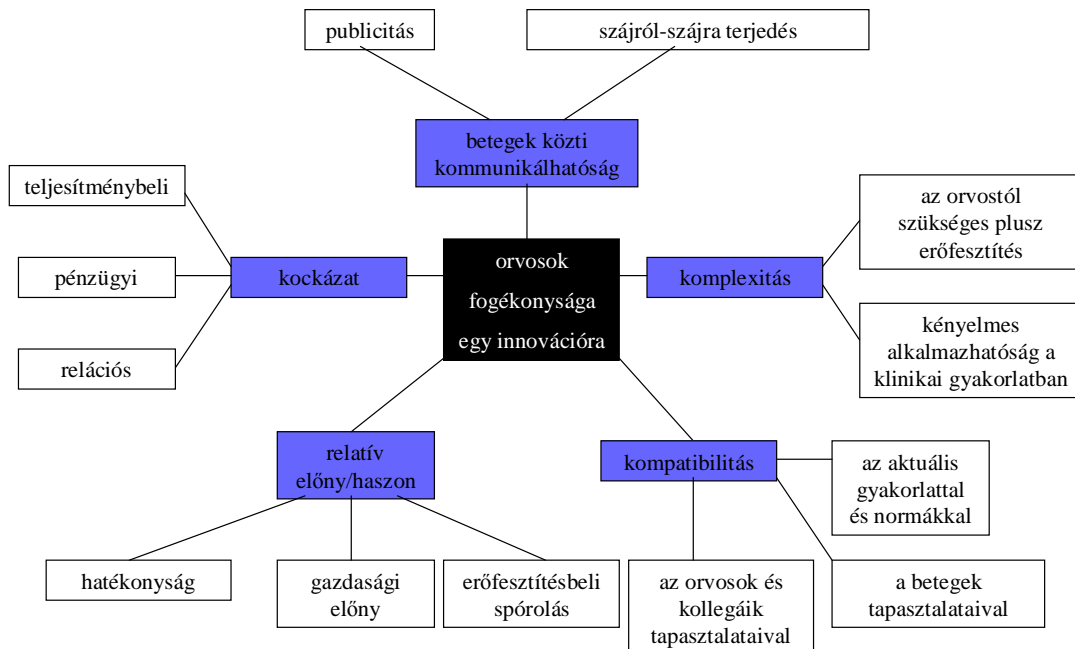 publicitás
szájról-szájra terjedés
betegek közti
kommunikálhatóság
teljesítménybeli
pénzügyi
relációs
kockázat
orvosok
fogékonysága
egy innovációra
komplexitás
az orvostól
szükséges plusz
erőfesztítés
kényelmes
alkalmazhatóság a
klinikai gyakorlatban
relatív
előny/haszon
kompatibilitás
az aktuális
gyakorlattal
és normákkal
hatékonyság
gazdasági
előny
erőfesztítésbeli
spórolás
az orvosok és
kollegáik
tapasztalataival
a betegek
tapasztalataival